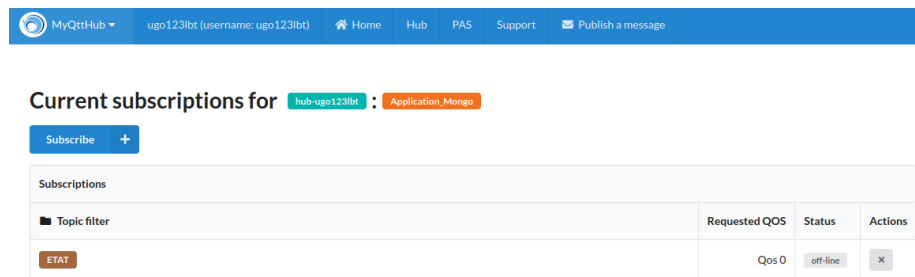 MyQttHub ugo123lbt (username: ugo123lbt) Home Hub PAS Support Publish a message
Current subscriptions for hub-ugo123lbt : Application_Mongo
Subscribe +
Subscriptions
Topic filter Requested QOS Status Actions
ETAT Qos 0 off-line ×